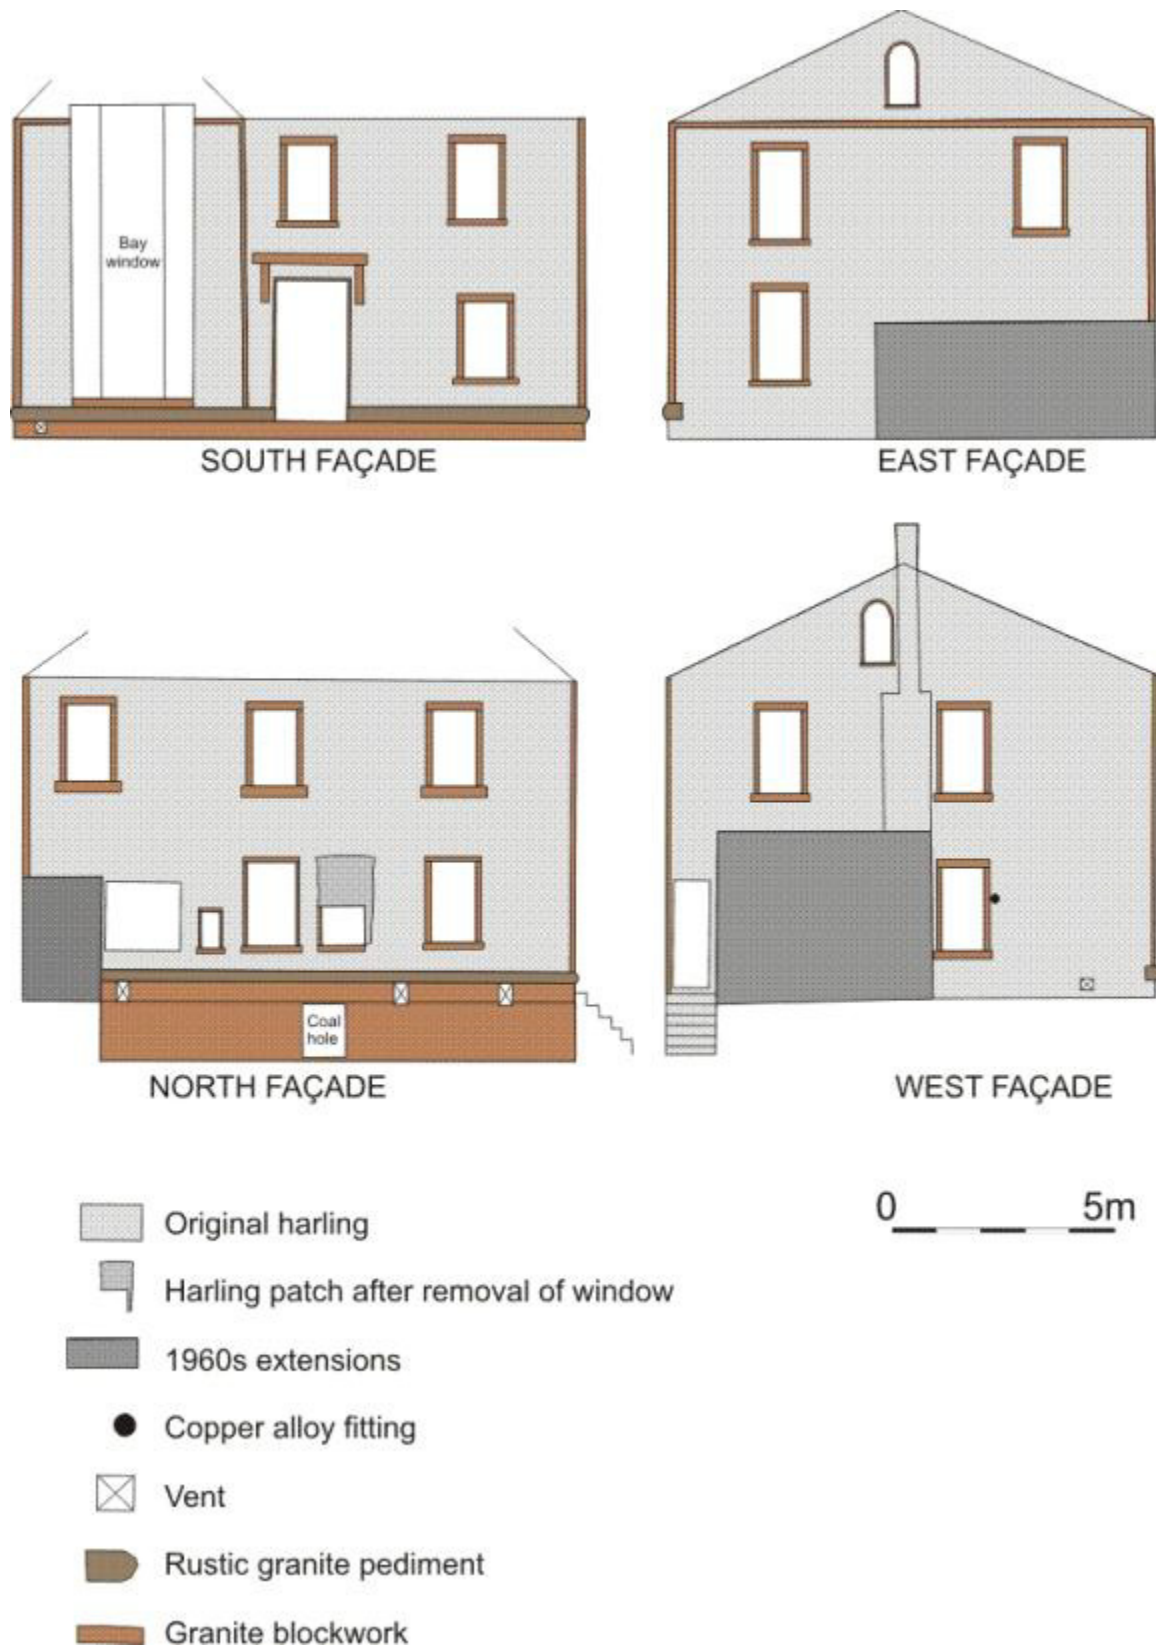 Bay
window
SOUTH FAÇADE
EAST FAÇADE
Coal
hole
NORTH FAÇADE
WEST FAÇADE
0 5m
Original harling
Harling patch after removal of window
1960s extensions
Copper alloy fitting
Vent
Rustic granite pediment
Granite blockwork